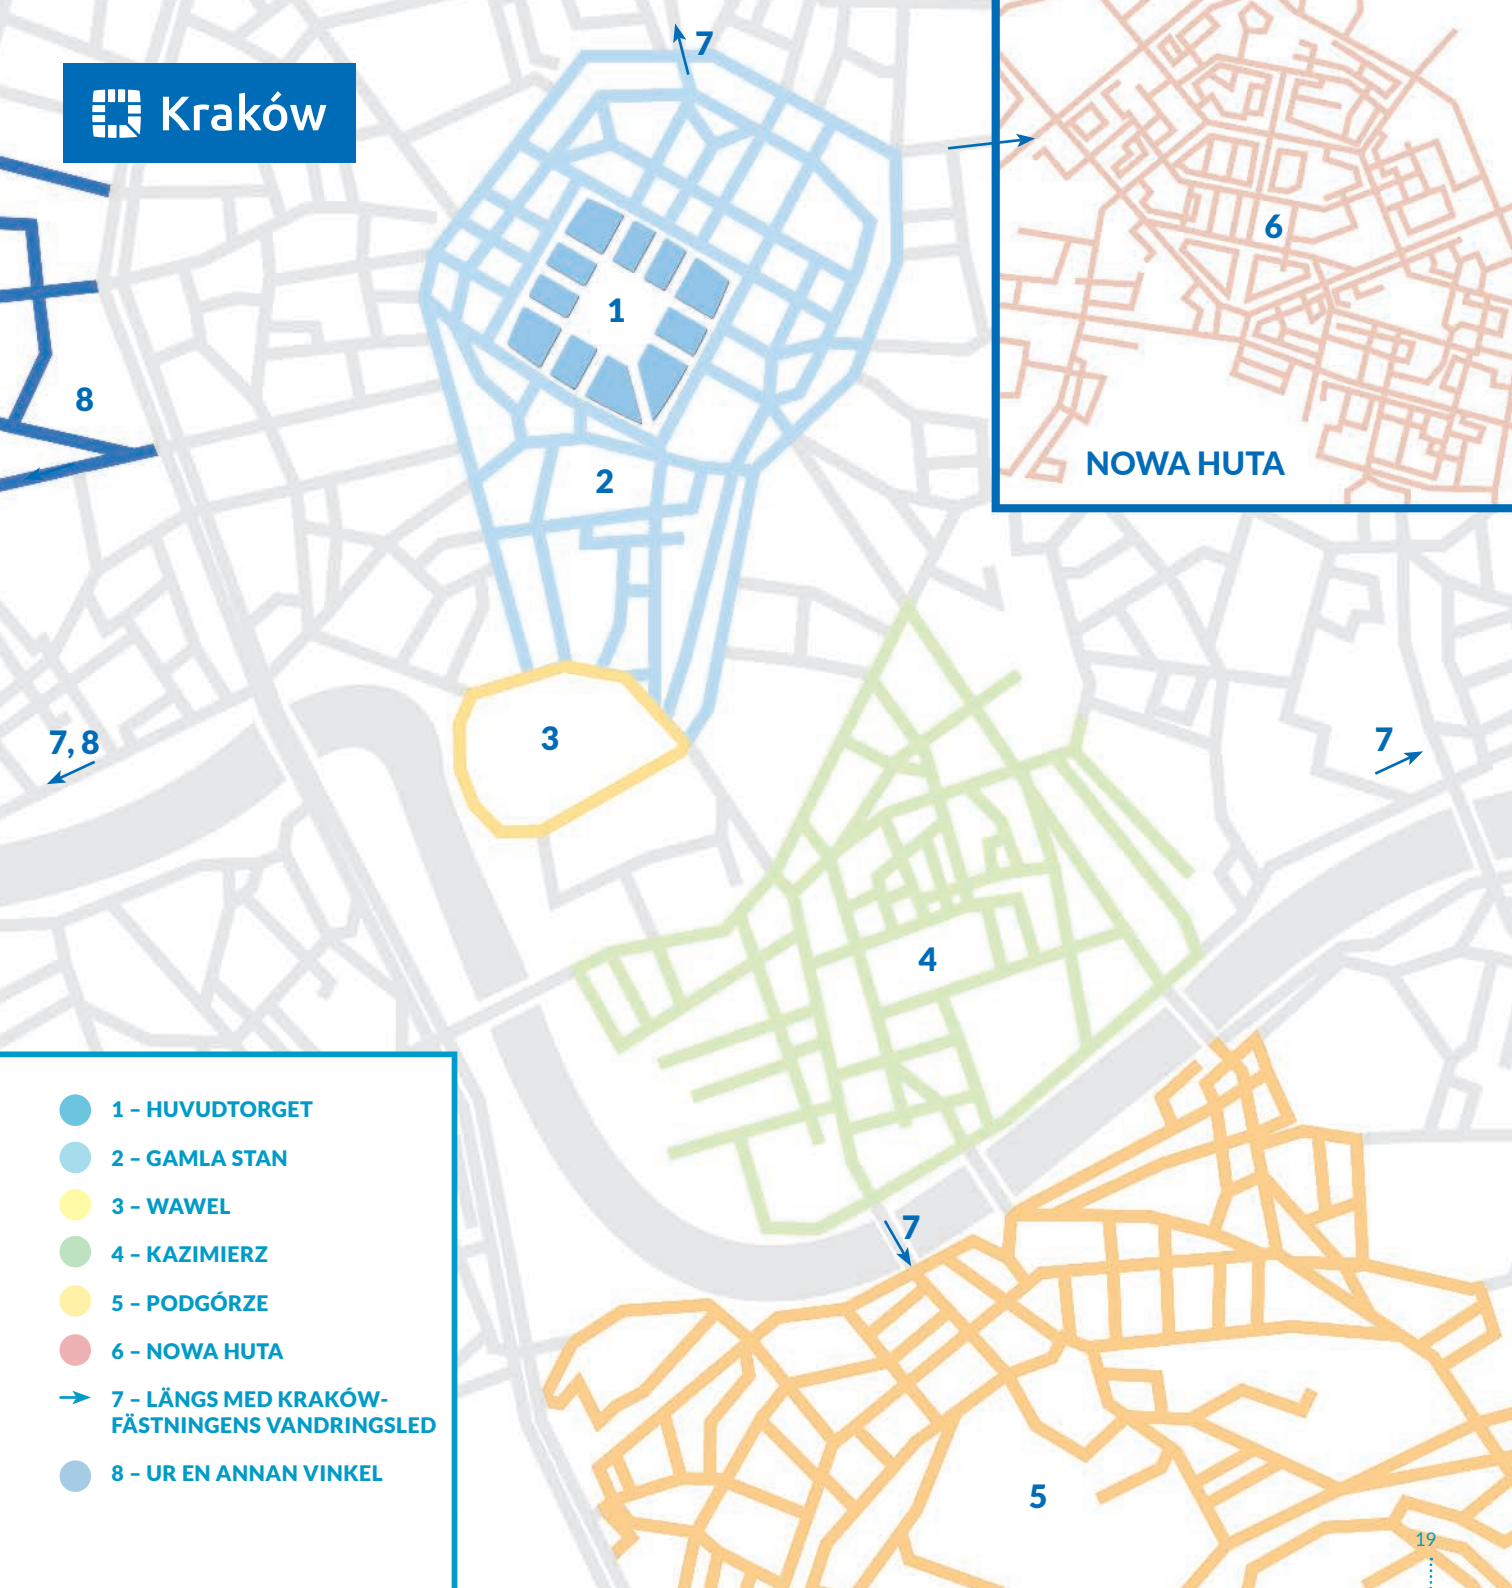 7
Kraków
6
1
8
NOWA HUTA
2
3
7, 8
7
4
7
1 – HUVUDTORGET
2 – GAMLA STAN
3 – WAWEL
4 – KAZIMIERZ
5 – PODGÓRZE
6 – NOWA HUTA
7 – LÄNGS MED KRAKÓW-
FÄSTNINGENS VANDRINGSLED
8 – UR EN ANNAN VINKEL
5
19